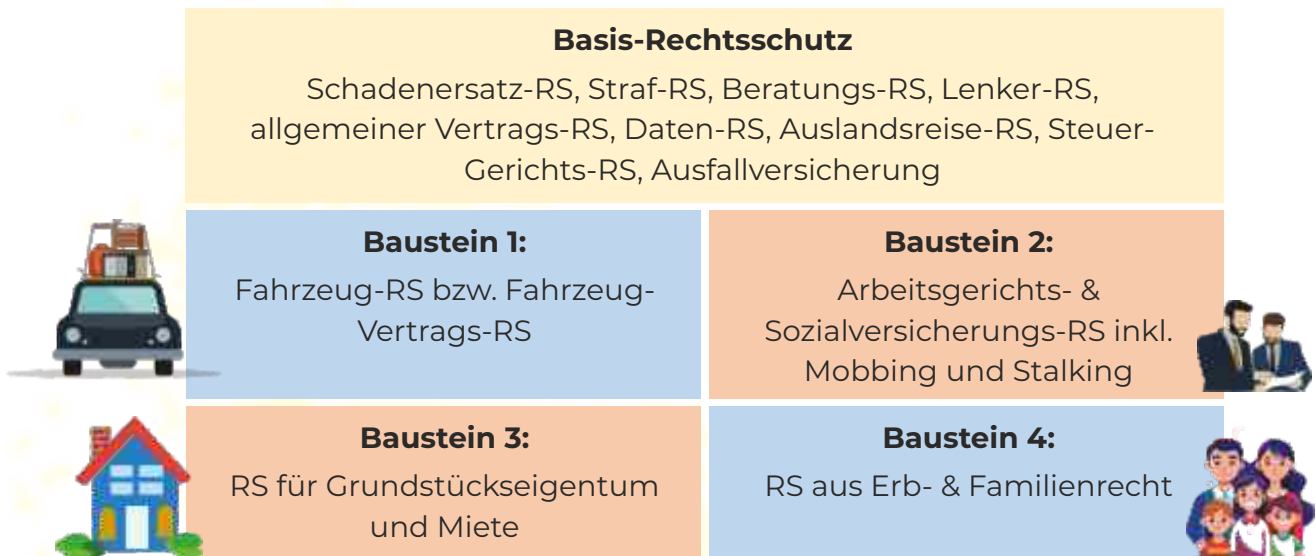 Basis-Rechtsschutz
Schadenersatz-RS, Straf-RS, Beratungs-RS, Lenker-RS,
allgemeiner Vertrags-RS, Daten-RS, Auslandsreise-RS, Steuer-
Gerichts-RS, Ausfallversicherung
Baustein 1:
Fahrzeug-RS bzw. Fahrzeug-
Vertrags-RS
Baustein 2:
Arbeitsgerichts- &
Sozialversicherungs-RS inkl.
Mobbing und Stalking
Baustein 3:
RS für Grundstückseigentum
und Miete
Baustein 4:
RS aus Erb- & Familienrecht